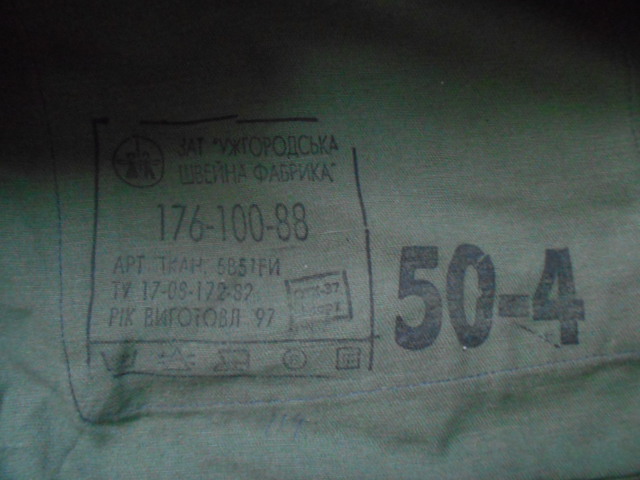 ЗАТ "УЖГОРОДСЬКА
ШВЕЙНА ФАБРИКА"
176-100-88
АРТ ТКАН. 5851ЕИ
ТУ 17-08-172-82
РІК ВИГОТОВЛ 97
50-4